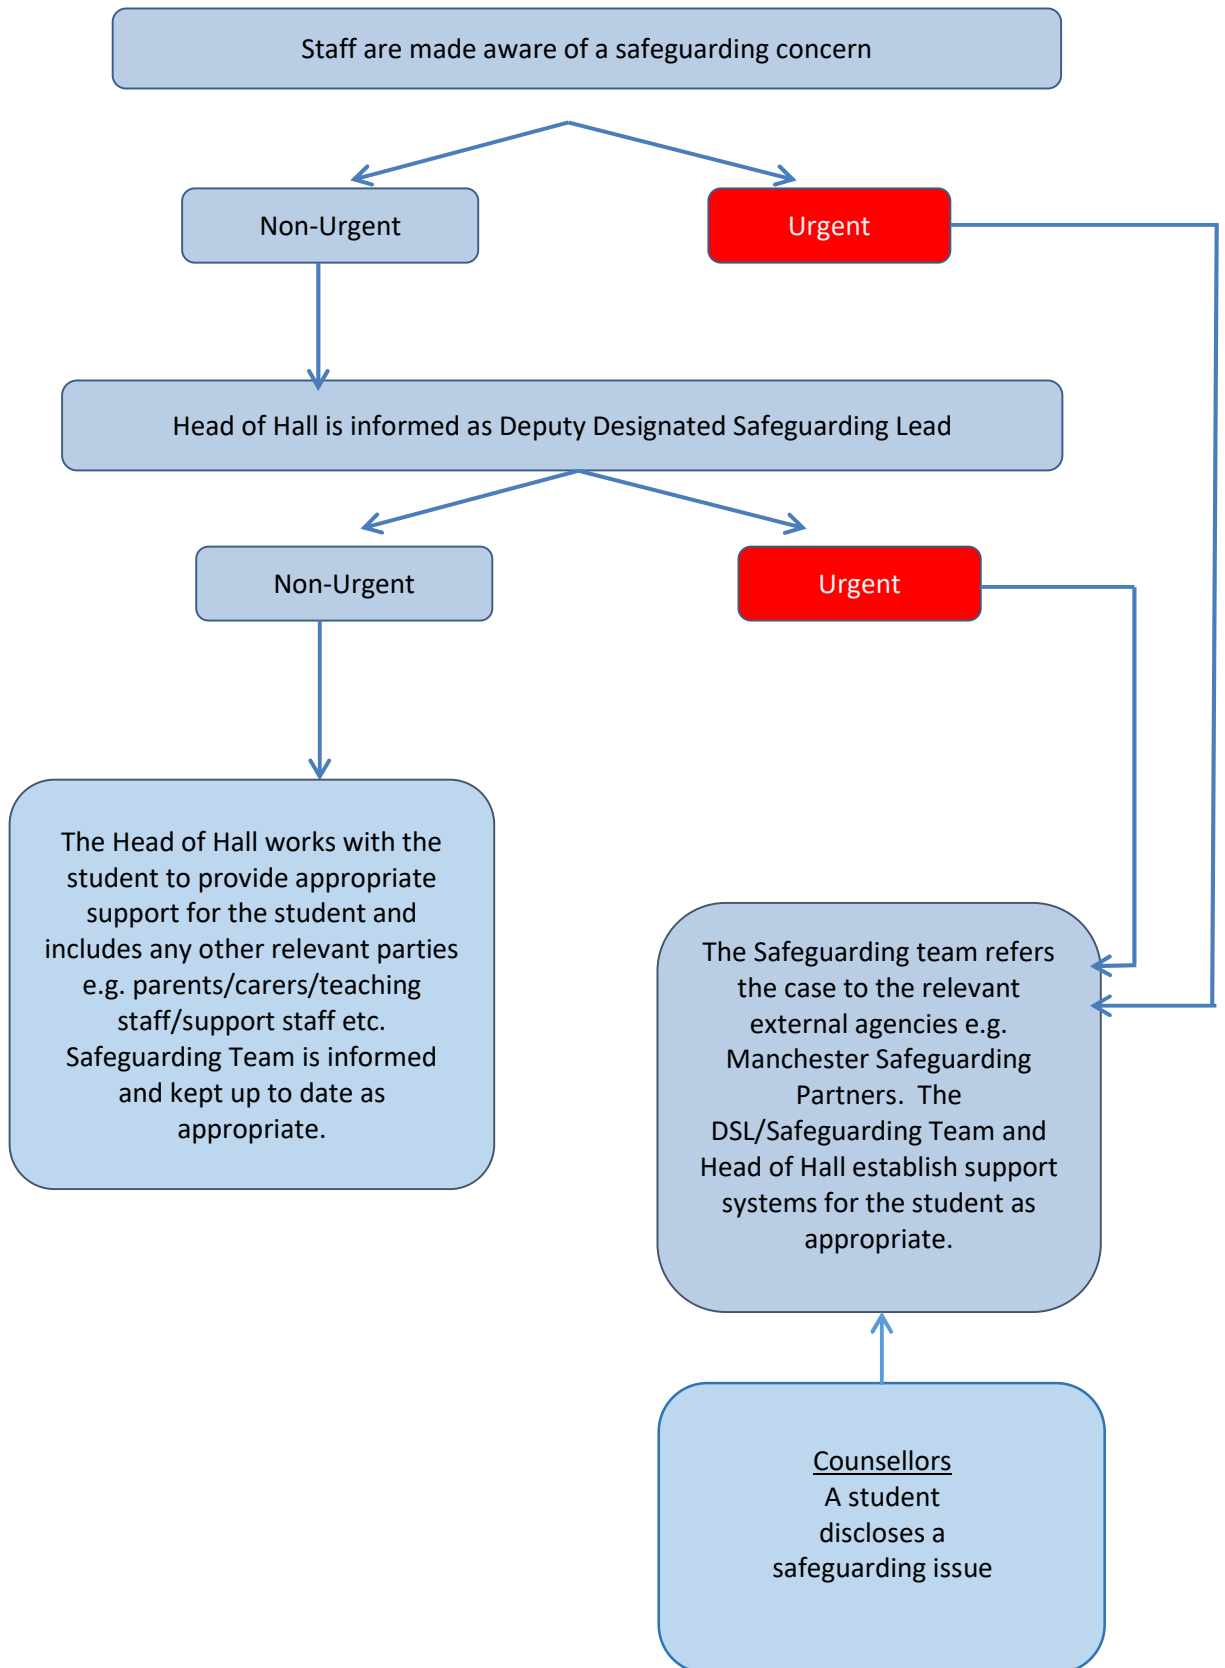 Staff are made aware of a safeguarding concern
Non-Urgent
Urgent
Head of Hall is informed as Deputy Designated Safeguarding Lead
Non-Urgent
Urgent
The Head of Hall works with the
student to provide appropriate
support for the student and
includes any other relevant parties
e.g. parents/carers/teaching
staff/support staff etc.
Safeguarding Team is informed
and kept up to date as
appropriate.
The Safeguarding team refers
the case to the relevant
external agencies e.g.
Manchester Safeguarding
Partners.  The
DSL/Safeguarding Team and
Head of Hall establish support
systems for the student as
appropriate.
Counsellors
A student
discloses a
safeguarding issue